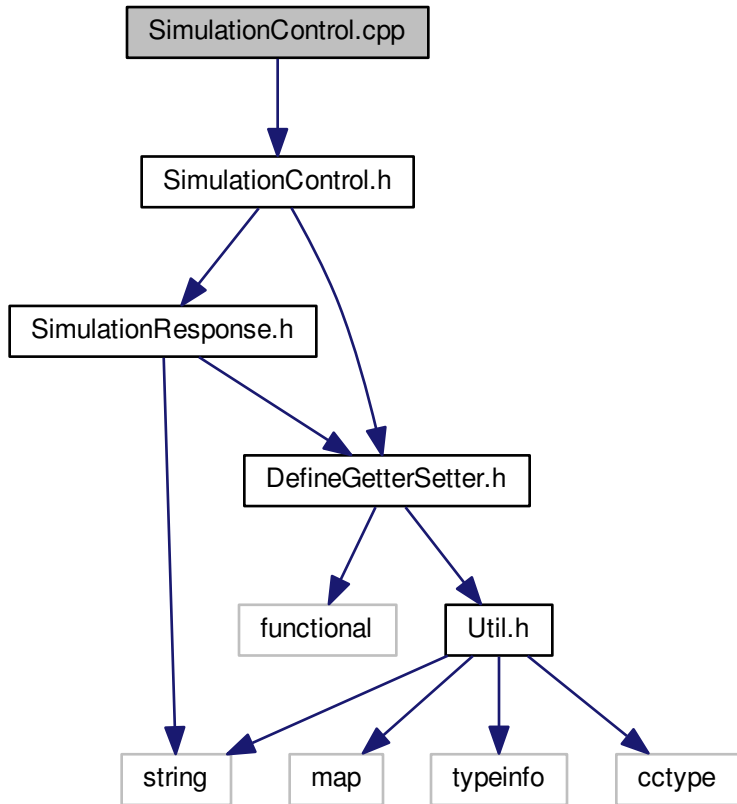 SimulationControl.cpp
SimulationControl.h
SimulationResponse.h
DefineGetterSetter.h
functional
Util.h
string
map
typeinfo
cctype